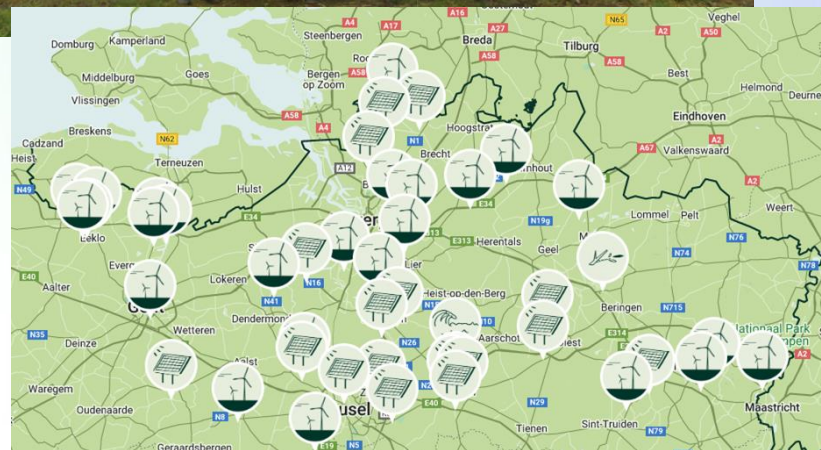 A16
Veghel
Steenbergen
A4
A17
A27
N65
A2
A50
Domburg
Kamperland
Breda
Tilburg
A58
Middelburg
Goes
Bergen
op Zoom
A58
A58
Best
Helmond
Deurne
Vlissingen
A58
A4
Eindhoven
Breskens
N1
A67
A2
Cadzand
N62
Brecht
Valkenswaard
Heist
Terneuzen
A12
A2
N49
Hulst
Weert
E34
E34
N19g
Lommel
Pelt
N76
Eeklo
E313
Herentals
Geel
N74
Lier
N78
E40
Lokeren
N16
Aalter
N41
Heist-op-den-Berg
Beringen
N715
Dendermonde
N35
Wetteren
N26
Aarschot
E314
Deinze
Nationaal Park
A2
Waregem
E40
N29
Maastricht
Oudenaarde
N8
Sint-Truiden
Tienen
N79
Geraardsbergen
E19
N5